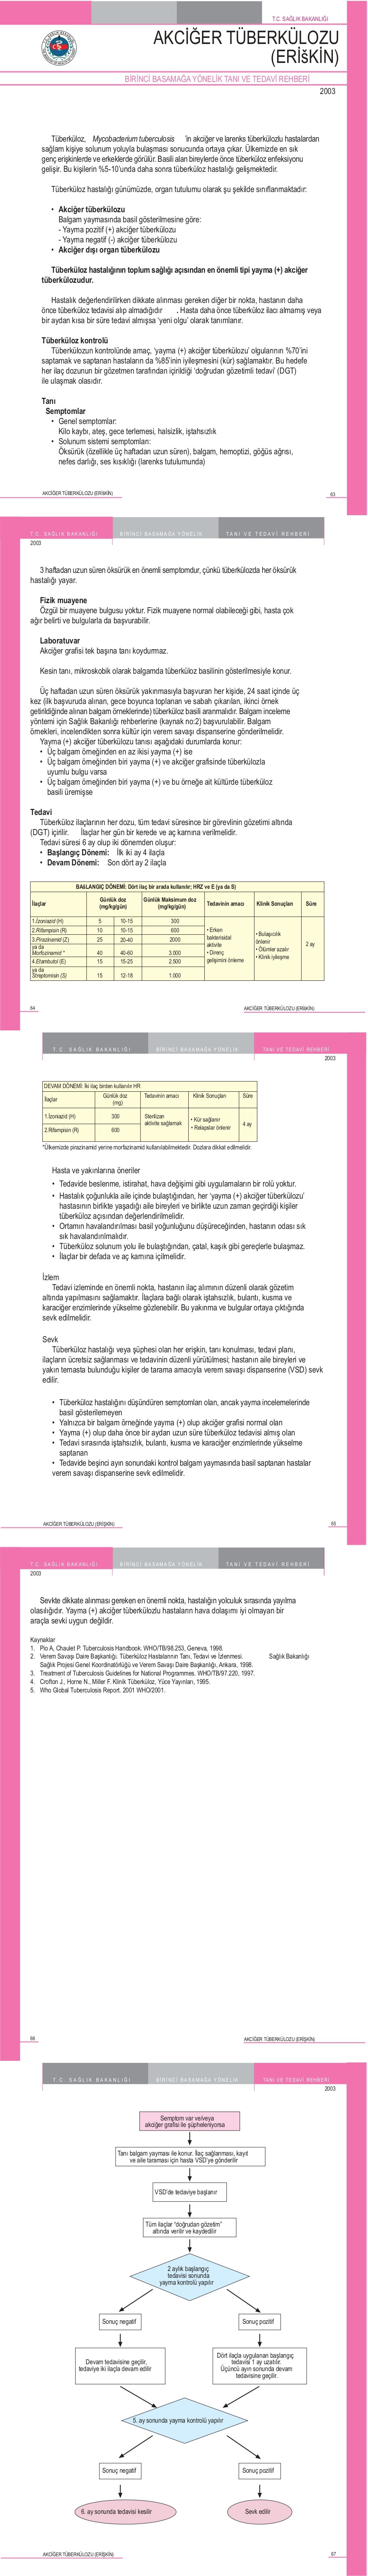 T.C. SAĞLIK BAKANLIĞI
AKCİĞER TÜBERKÜLOZU
(ERİşKİN)
BİRİNCİ BASAMAĞA YÖNELİK TANI VE TEDAVİ REHBERİ
2003
Tüberküloz, Mycobacterium tuberculosis 'in akciğer ve larenks tüberkülozlu hastalardan
sağlam kişiye solunum yoluyla bulaşması sonucunda ortaya çıkar. Ülkemizde en sık
genç erişkinlerde ve erkeklerde görülür. Basili alan bireylerde önce tüberküloz enfeksiyonu
gelişir. Bu kişilerin %5-10'unda daha sonra tüberküloz hastalığı gelişmektedir.
Tüberküloz hastalığı günümüzde, organ tutulumu olarak şu şekilde sınıflanmaktadır:
• Akciğer tüberkülozu
Balgam yaymasında basil gösterilmesine göre:
- Yayma pozitif (+) akciğer tüberkülozu
- Yayma negatif (-) akciğer tüberkülozu
• Akciğer dışı organ tüberkülozu
Tüberküloz hastalığının toplum sağlığı açısından en önemli tipi yayma (+) akciğer
tüberkülozudur.
Hastalık değerlendirilirken dikkate alınması gereken diğer bir nokta, hastanın daha
önce tüberküloz tedavisi alıp almadığıdır . Hasta daha önce tüberküloz ilacı almamış veya
bir aydan kısa bir süre tedavi almışsa 'yeni olgu' olarak tanımlanır.
Tüberküloz kontrolü
Tüberkülozun kontrolünde amaç, 'yayma (+) akciğer tüberkülozu' olgularının %70'ini
saptamak ve saptanan hastaların da %85'inin iyileşmesini (kür) sağlamaktır. Bu hedefe
her ilaç dozunun bir gözetmen tarafından içirildiği 'doğrudan gözetimli tedavi' (DGT)
ile ulaşmak olasıdır.
Tanı
Semptomlar
• Genel semptomlar:
Kilo kaybı, ateş, gece terlemesi, halsizlik, iştahsızlık
• Solunum sistemi semptomları:
Öksürük (özellikle üç haftadan uzun süren), balgam, hemoptizi, göğüs ağrısı,
nefes darlığı, ses kısıklığı (larenks tutulumunda)
AKCİĞER TÜBERKÜLOZU (ERİŞKİN)
63
T.C. SAĞLIK BAKANLIĞI BİRİNCİ BASAMAĞA YÖNELİK TANI VE TEDAVİ REHBERİ
2003
3 haftadan uzun süren öksürük en önemli semptomdur, çünkü tüberkülozda her öksürük
hastalığı yayar.
Fizik muayene
Özgül bir muayene bulgusu yoktur. Fizik muayene normal olabileceği gibi, hasta çok
ağır belirti ve bulgularla da başvurabilir.
Laboratuvar
Akciğer grafisi tek başına tanı koydurmaz.
Kesin tanı, mikroskobik olarak balgamda tüberküloz basilinin gösterilmesiyle konur.
Üç haftadan uzun süren öksürük yakınmasıyla başvuran her kişide, 24 saat içinde üç
kez (ilk başvuruda alınan, gece boyunca toplanan ve sabah çıkarılan, ikinci örnek
getirildiğinde alınan balgam örneklerinde) tüberküloz basili aranmalıdır. Balgam inceleme
yöntemi için Sağlık Bakanlığı rehberlerine (kaynak no:2) başvurulabilir. Balgam
örnekleri, incelendikten sonra kültür için verem savaşı dispanserine gönderilmelidir.
Yayma (+) akciğer tüberkülozu tanısı aşağıdaki durumlarda konur:
• Üç balgam örneğinden en az ikisi yayma (+) ise
• Üç balgam örneğinden biri yayma (+) ve akciğer grafisinde tüberkülozla
uyumlu bulgu varsa
• Üç balgam örneğinden biri yayma (+) ve bu örneğe ait kültürde tüberküloz
basili üremişse
Tedavi
Tüberküloz ilaçlarının her dozu, tüm tedavi süresince bir görevlinin gözetimi altında
(DGT) içirilir. İlaçlar her gün bir kerede ve aç karnına verilmelidir.
Tedavi süresi 6 ay olup iki dönemden oluşur:
• Başlangıç Dönemi: İlk iki ay 4 ilaçla
• Devam Dönemi: Son dört ay 2 ilaçla
BAşLANGIÇ DÖNEMİ: Dört ilaç bir arada kullanılır; HRZ ve E (ya da S)
İlaçlar Günlük doz (mg/kg/gün) Günlük Maksimum doz (mg/kg/gün) Tedavinin amacı Klinik Sonuçları Süre
1.İzoniazid (H) 5 10-15 300
2.Rifampisin (R) 10 10-15 600
3.Pirazinamid (Z) 25 20-40 2000
ya da
Morfozinamid * 40 40-60 3.000
4.Etambutol (E) 15 15-25 2.500
ya da
Streptomisin (S) 15 12-18 1.000
• Erken
bakterisidal
aktivite
• Direnç
gelişimini önleme
• Bulaşıcılık
önlenir
• Ölümler azalır
• Klinik iyileşme
2 ay
64
AKCİĞER TÜBERKÜLOZU (ERİŞKİN)
T.C. SAĞLIK BAKANLIĞI BİRİNCİ BASAMAĞA YÖNELİK TANI VE TEDAVİ REHBERİ
2003
DEVAM DÖNEMİ: İki ilaç birden kullanılır HR
İlaçlar Günlük doz (mg) Tedavinin amacı Klinik Sonuçları Süre
1.İzoniazid (H) 300
2.Rifampisin (R) 600
Sterilizan
aktivite sağlamak
• Kür sağlanır
• Relapslar önlenir
4 ay
*Ülkemizde pirazinamid yerine morfazinamid kullanılabilmektedir. Dozlara dikkat edilmelidir.
Hasta ve yakınlarına öneriler
• Tedavide beslenme, istirahat, hava değişimi gibi uygulamaların bir rolü yoktur.
• Hastalık çoğunlukla aile içinde bulaştığından, her 'yayma (+) akciğer tüberkülozu'
hastasının birlikte yaşadığı aile bireyleri ve birlikte uzun zaman geçirdiği kişiler
tüberküloz açısından değerlendirilmelidir.
• Ortamın havalandırılması basil yoğunluğunu düşüreceğinden, hastanın odası sık
sık havalandırılmalıdır.
• Tüberküloz solunum yolu ile bulaştığından, çatal, kaşık gibi gereçlerle bulaşmaz.
• İlaçlar bir defada ve aç karnına içilmelidir.
İzlem
Tedavi izleminde en önemli nokta, hastanın ilaç alımının düzenli olarak gözetim
altında yapılmasını sağlamaktır. İlaçlara bağlı olarak iştahsızlık, bulantı, kusma ve
karaciğer enzimlerinde yükselme gözlenebilir. Bu yakınma ve bulgular ortaya çıktığında
sevk edilmelidir.
Sevk
Tüberküloz hastalığı veya şüphesi olan her erişkin, tanı konulması, tedavi planı,
ilaçların ücretsiz sağlanması ve tedavinin düzenli yürütülmesi; hastanın aile bireyleri ve
yakın temasta bulunduğu kişiler de tarama amacıyla verem savaşı dispanserine (VSD) sevk
edilir.
• Tüberküloz hastalığını düşündüren semptomları olan, ancak yayma incelemelerinde
basil gösterilemeyen
• Yalnızca bir balgam örneğinde yayma (+) olup akciğer grafisi normal olan
• Yayma (+) olup daha önce bir aydan uzun süre tüberküloz tedavisi almış olan
• Tedavi sırasında iştahsızlık, bulantı, kusma ve karaciğer enzimlerinde yükselme
saptanan
• Tedavide beşinci ayın sonundaki kontrol balgam yaymasında basil saptanan hastalar
verem savaşı dispanserine sevk edilmelidir.
AKCİĞER TÜBERKÜLOZU (ERİŞKİN)
65
T.C. SAĞLIK BAKANLIĞI BİRİNCİ BASAMAĞA YÖNELİK TANI VE TEDAVİ REHBERİ
2003
Sevkte dikkate alınması gereken en önemli nokta, hastalığın yolculuk sırasında yayılma
olasılığıdır. Yayma (+) akciğer tüberkülozlu hastaların hava dolaşımı iyi olmayan bir
araçla sevki uygun değildir.
Kaynaklar
1. Pio A, Chaulet P. Tuberculosis Handbook. WHO/TB/98.253, Geneva, 1998.
2. Verem Savaşı Daire Başkanlığı. Tüberküloz Hastalarının Tanı, Tedavi ve İzlenmesi. Sağlık Bakanlığı
Sağlık Projesi Genel Koordinatörlüğü ve Verem Savaşı Daire Başkanlığı, Ankara, 1998.
3. Treatment of Tuberculosis Guidelines for National Programmes. WHO/TB/97.220, 1997.
4. Crofton J., Horne N., Miller F. Klinik Tüberküloz, Yüce Yayınları, 1995.
5. Who Global Tuberculosis Report. 2001 WHO/2001.
66
AKCİĞER TÜBERKÜLOZU (ERİŞKİN)
T.C. SAĞLIK BAKANLIĞI BİRİNCİ BASAMAĞA YÖNELİK TANI VE TEDAVİ REHBERİ
2003
Semptom var ve/veya
akciğer grafisi ile şüpheleniyorsa
Tanı balgam yayması ile konur. İlaç sağlanması, kayıt
ve aile taraması için hasta VSD'ye gönderilir
VSD'de tedaviye başlanır
Tüm ilaçlar "doğrudan gözetim"
altında verilir ve kaydedilir
2 aylık başlangıç
tedavisi sonunda
yayma kontrolü yapılır
Sonuç negatif
Sonuç pozitif
Devam tedavisine geçilir,
tedaviye iki ilaçla devam edilir
Dört ilaçla uygulanan başlangıç
tedavisi 1 ay uzatılır.
Üçüncü ayın sonunda devam
tedavisine geçilir.
5. ay sonunda yayma kontrolü yapılır
Sonuç negatif
Sonuç pozitif
6. ay sonunda tedavisi kesilir
Sevk edilir
AKCİĞER TÜBERKÜLOZU (ERİŞKİN)
67